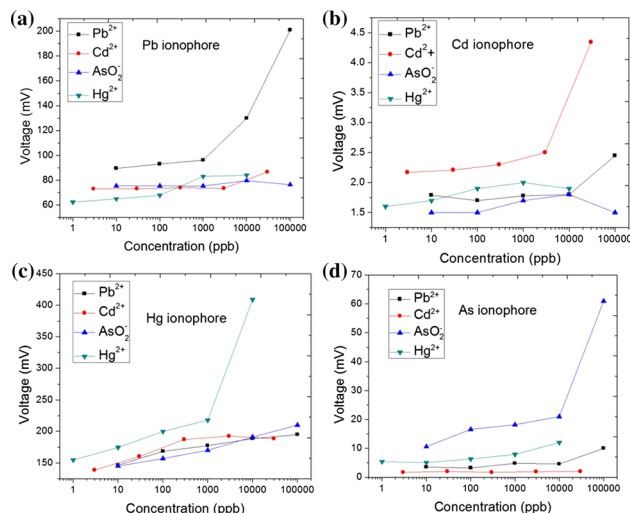 (a)
Pb²⁺
Cd²⁺
AsO₂⁻
Hg²⁺
Pb ionophore
Voltage (mV)
200
180
160
140
120
100
80
60
1 10 100 1000 10000 100000
Concentration (ppb)
(b)
Pb²⁺
Cd²+
AsO₂⁻
Hg²⁺
Cd ionophore
Voltage (mV)
4.5
4.0
3.5
3.0
2.5
2.0
1.5
1 10 100 1000 10000 100000
Concentration (ppb)
(c)
Pb²⁺
Cd²⁺
AsO₂⁻
Hg²⁺
Hg ionophore
Voltage (mV)
450
400
350
300
250
200
150
1 10 100 1000 10000 100000
Concentration (ppb)
(d)
Pb²⁺
Cd²⁺
AsO₂⁻
Hg²⁺
As ionophore
Voltage (mV)
70
60
50
40
30
20
10
0
1 10 100 1000 10000 100000
Concentration (ppb)